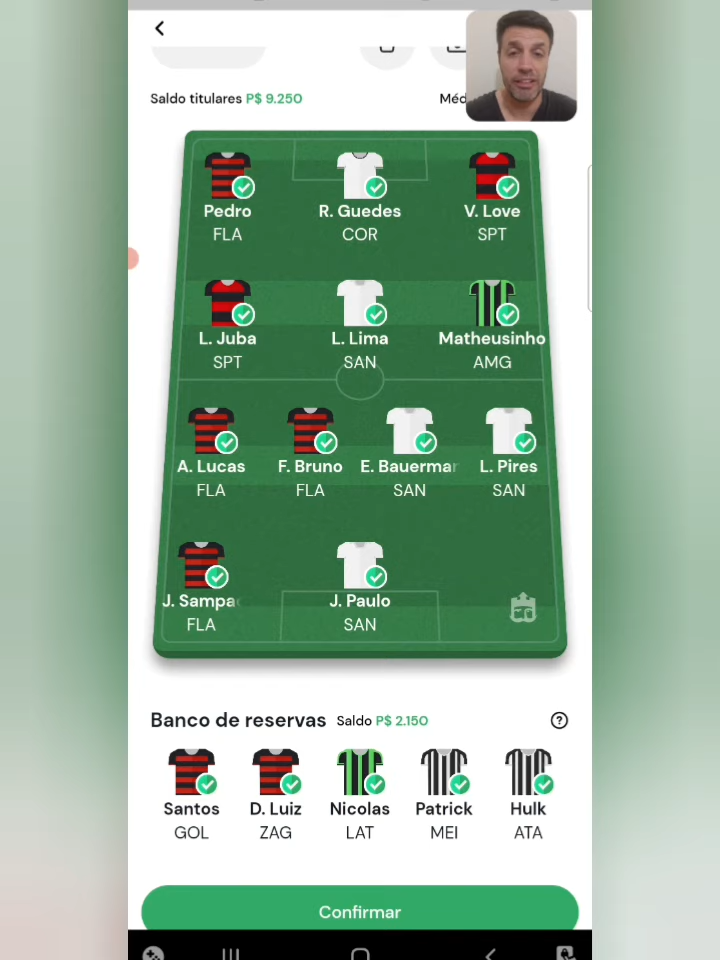 Saldo titulares P$ 9.250
Méd
Pedro
FLA
R. Guedes
COR
V. Love
SPT
L. Juba
SPT
L. Lima
SAN
Matheusinho
AMG
A. Lucas
FLA
F. Bruno
FLA
E. Bauermar
SAN
L. Pires
SAN
J. Sampa
FLA
J. Paulo
SAN
Banco de reservas Saldo P$ 2.150
?
Santos
GOL
D. Luiz
ZAG
Nicolas
LAT
Patrick
MEI
Hulk
ATA
Confirmar